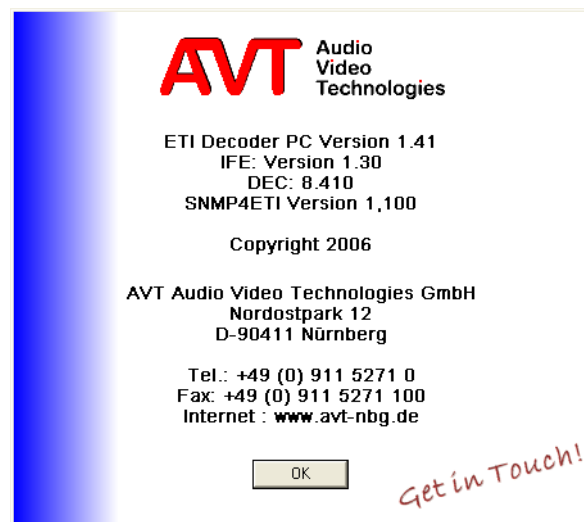 AVT
Audio
Video
Technologies
ETI Decoder PC Version 1.41
IFE: Version 1.30
DEC: 8.410
SNMP4ETI Version 1,100
Copyright 2006
AVT Audio Video Technologies GmbH
Nordostpark 12
D-90411 Nürnberg
Tel.: +49 (0) 911 5271 0
Fax: +49 (0) 911 5271 100
Internet : www.avt-nbg.de
OK
Get in Touch!